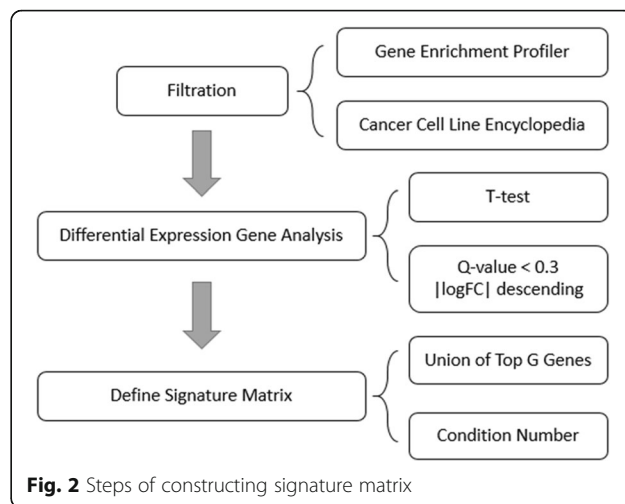 Gene Enrichment Profiler
Filtration
Cancer Cell Line Encyclopedia
T-test
Differential Expression Gene Analysis
Q-value < 0.3
|logFC| descending
Union of Top G Genes
Define Signature Matrix
Condition Number
Fig. 2 Steps of constructing signature matrix